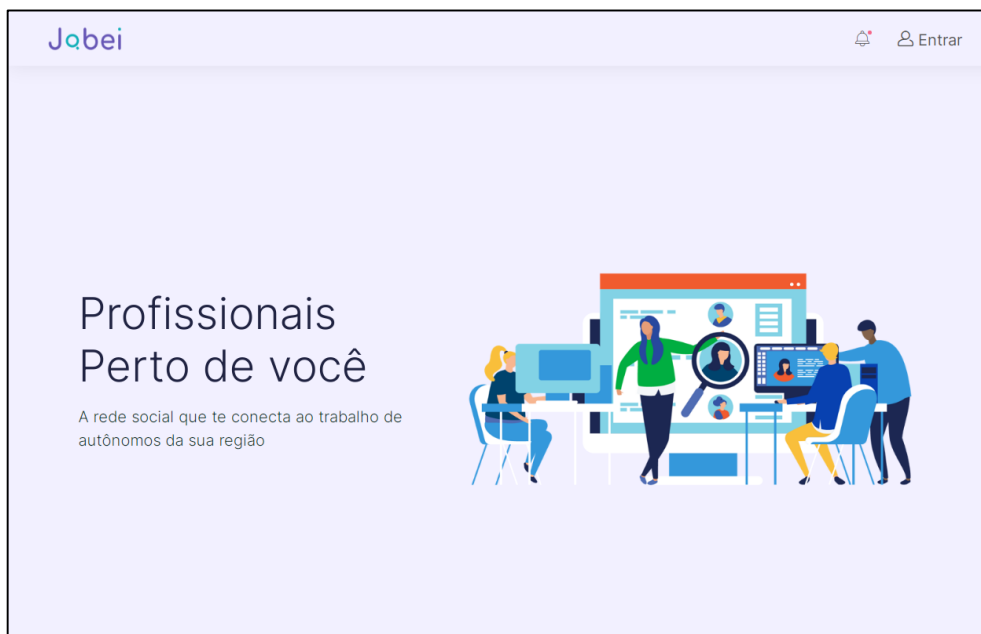 Jobei
Entrar
Profissionais
Perto de você
A rede social que te conecta ao trabalho de
autônomos da sua região